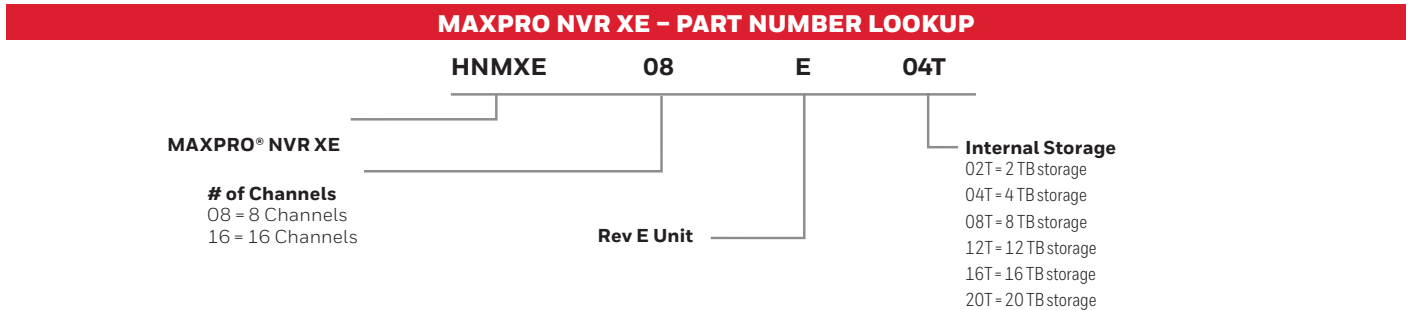 MAXPRO NVR XE – PART NUMBER LOOKUP
HNMXE 08 E 04T
MAXPRO® NVR XE
# of Channels
08 = 8 Channels
16 = 16 Channels
Rev E Unit
Internal Storage
02T = 2 TB storage
04T = 4 TB storage
08T = 8 TB storage
12T = 12 TB storage
16T = 16 TB storage
20T = 20 TB storage